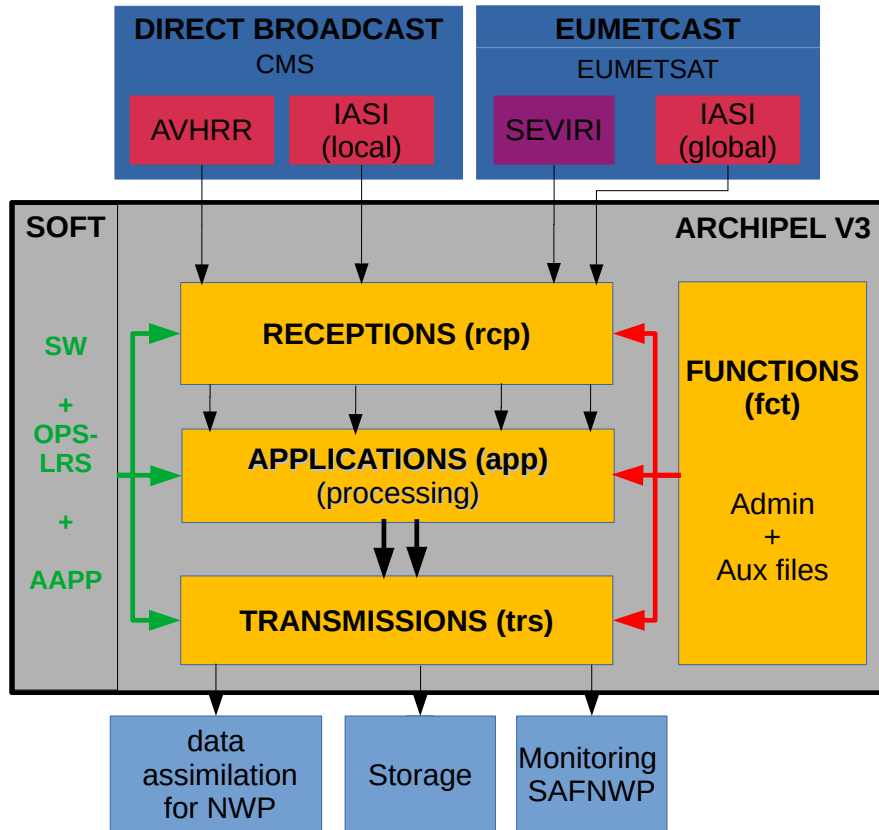 DIRECT BROADCAST
CMS
AVHRR
IASI
(local)
EUMETCAST
EUMETSAT
SEVIRI
IASI
(global)
SOFT
ARCHIPEL V3
SW
+
OPS-
LRS
+
AAPP
RECEPTIONS (rcp)
APPLICATIONS (app)
(processing)
TRANSMISSIONS (trs)
FUNCTIONS
(fct)
Admin
+
Aux files
data
assimilation
for NWP
Storage
Monitoring
SAFNWP